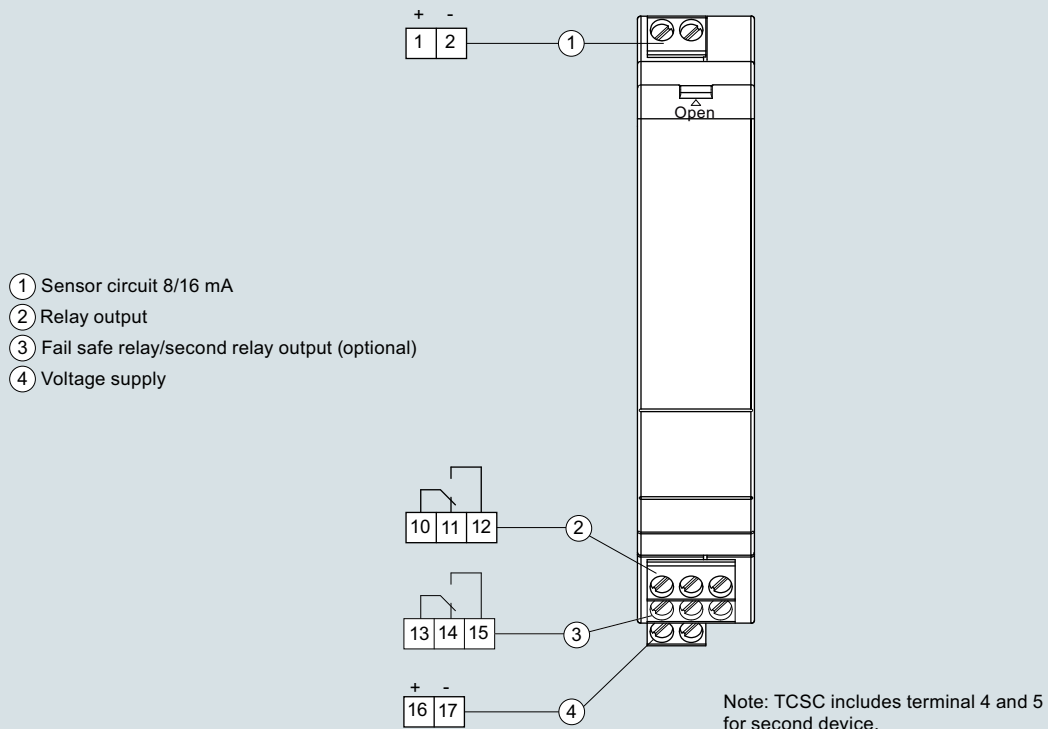 + -
1 2
1
Open
1 Sensor circuit 8/16 mA
2 Relay output
3 Fail safe relay/second relay output (optional)
4 Voltage supply
10 11 12
2
13 14 15
3
+ -
16 17
4
Note: TCSC includes terminal 4 and 5
for second device.